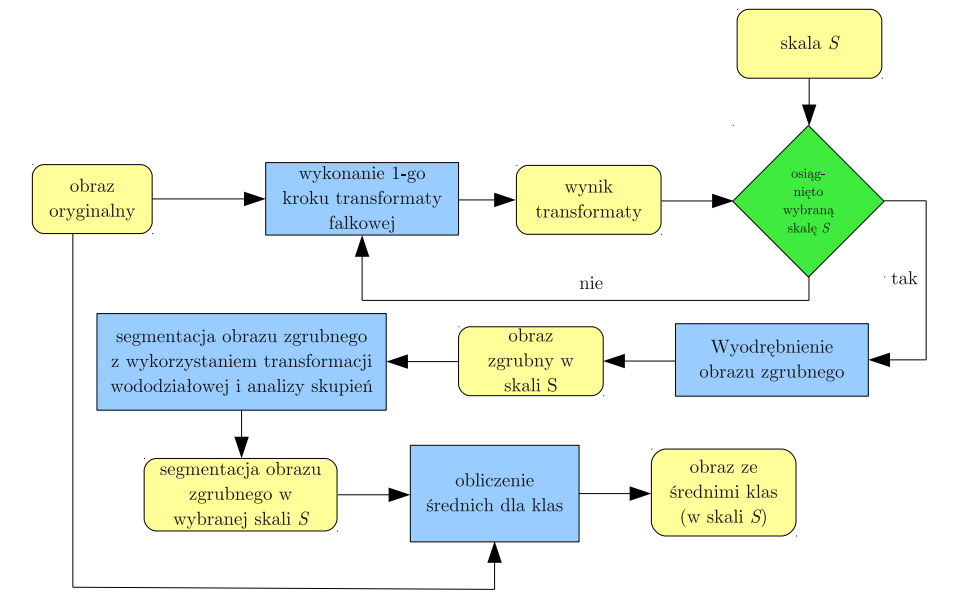 skala S
obraz
oryginalny
wykonanie 1-go
kroku transformaty
falkowej
wynik
transformaty
osiąg-
nięto
wybraną
skalę S
nie
tak
Wyodrębnienie
obrazu zgrubnego
obraz
zgrubny w
skali S
segmentacja obrazu zgrubnego
z wykorzystaniem transformacji
wododziałowej i analizy skupień
segmentacja obrazu
zgrubnego w
wybranej skali S
obliczenie
średnich dla klas
obraz ze
średnimi klas
(w skali S)